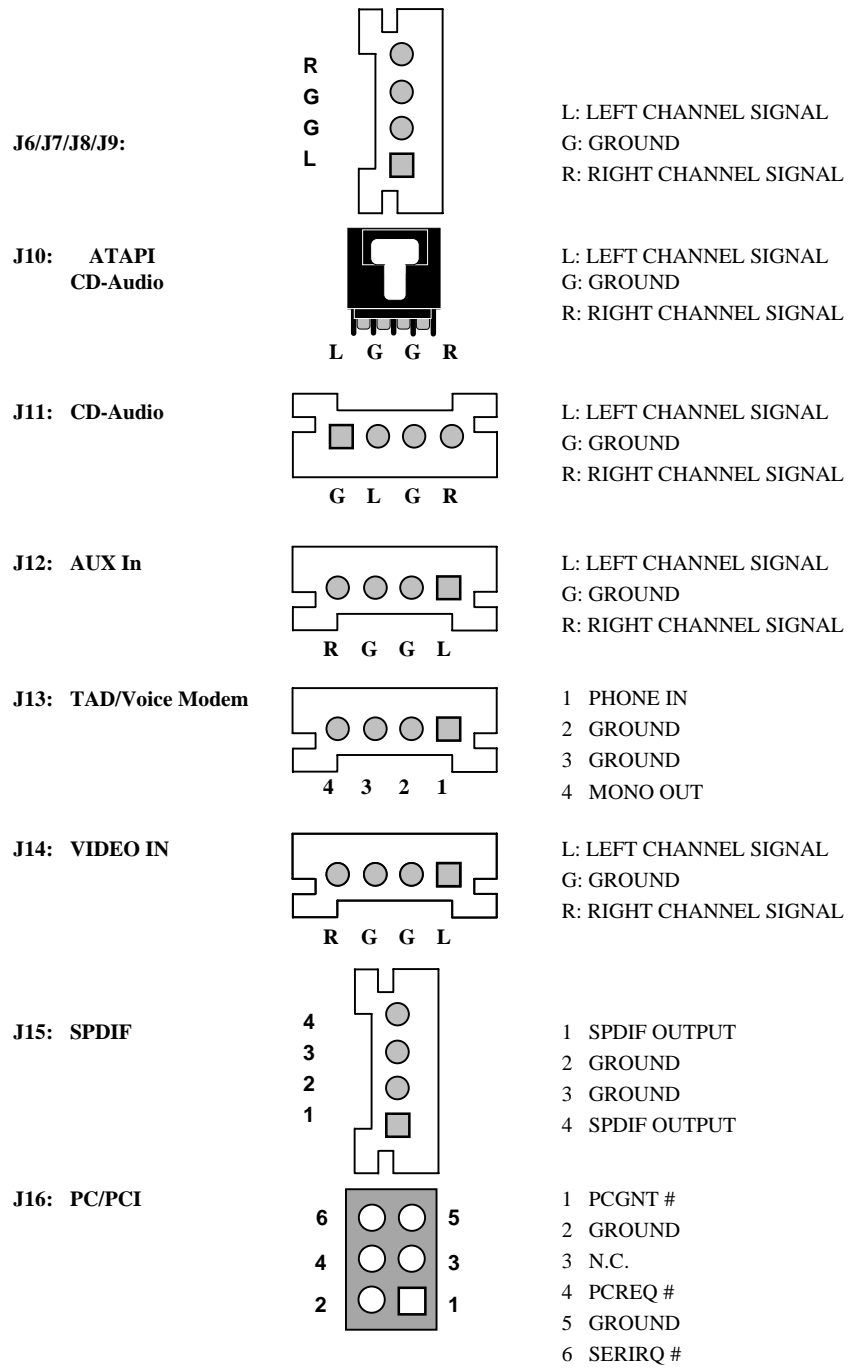 R
G
G
L
J6/J7/J8/J9:
L: LEFT CHANNEL SIGNAL
G: GROUND
R: RIGHT CHANNEL SIGNAL
J10: ATAPI
CD-Audio
L G G R
L: LEFT CHANNEL SIGNAL
G: GROUND
R: RIGHT CHANNEL SIGNAL
J11: CD-Audio
G L G R
L: LEFT CHANNEL SIGNAL
G: GROUND
R: RIGHT CHANNEL SIGNAL
J12: AUX In
R G G L
L: LEFT CHANNEL SIGNAL
G: GROUND
R: RIGHT CHANNEL SIGNAL
J13: TAD/Voice Modem
4 3 2 1
1 PHONE IN
2 GROUND
3 GROUND
4 MONO OUT
J14: VIDEO IN
R G G L
L: LEFT CHANNEL SIGNAL
G: GROUND
R: RIGHT CHANNEL SIGNAL
J15: SPDIF
4
3
2
1
1 SPDIF OUTPUT
2 GROUND
3 GROUND
4 SPDIF OUTPUT
J16: PC/PCI
6 5
4 3
2 1
1 PCGNT #
2 GROUND
3 N.C.
4 PCREQ #
5 GROUND
6 SERIRQ #